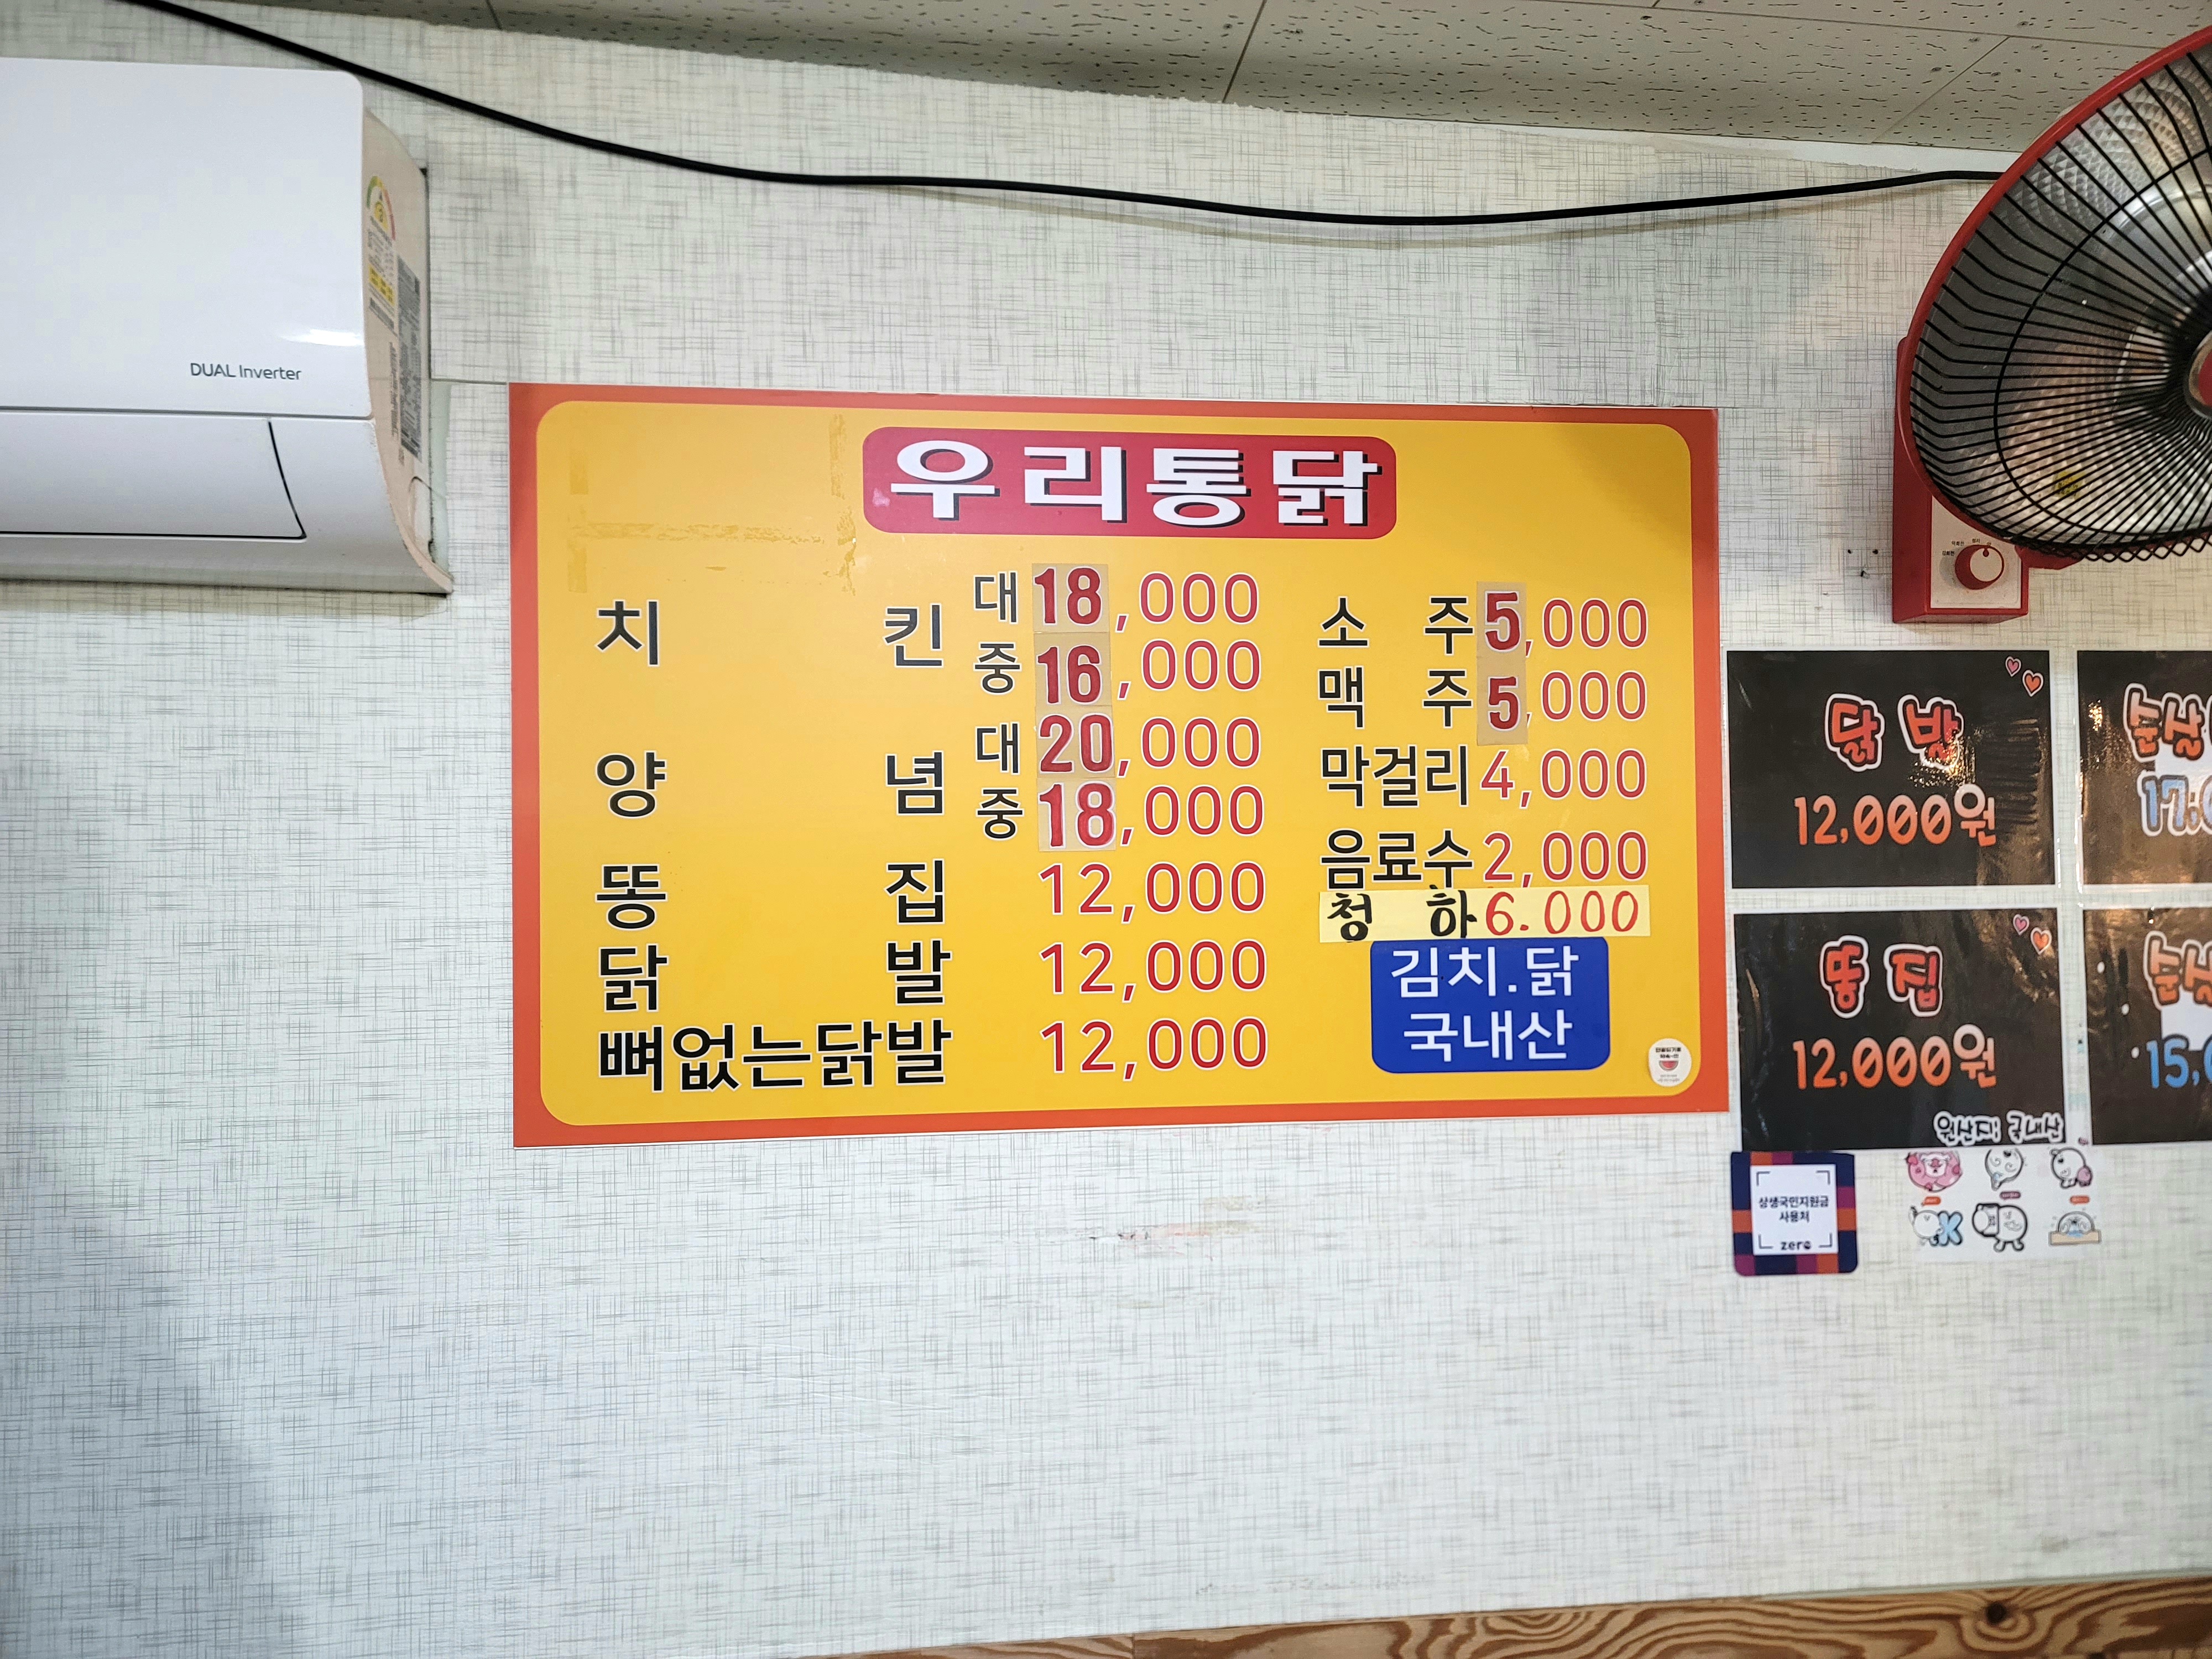 DUAL Inverter
우리통닭
치 킨 대 18,000
중 16,000
양 념 대 20,000
중 18,000
똥 집 12,000
닭 발 12,000
뼈없는닭발 12,000
소 주 5,000
맥 주 5,000
막걸리 4,000
음료수 2,000
청 하 6.000
김치.닭
국내산
닭 발
12,000원
똥 집
12,000원
원산지: 국내산
상생국민지원금
사용처
zero